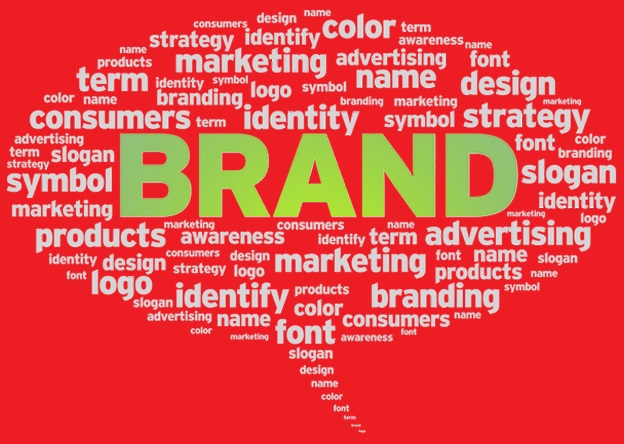 design name
consumers color term
strategy identify awareness name
name marketing advertising font
products
term identity symbol name design
color name branding logo symbol branding marketing marketing
consumers term identity symbol strategy
advertising font color
term slogan BRAND branding
strategy slogan
symbol identity
marketing marketing logo
products marketing awareness consumers identify name term advertising
identity design consumers design marketing font name slogan
font logo strategy logo products name
slogan identify products branding symbol
advertising name color consumers name
color marketing font awareness font
slogan
design
name
color
font
term
brand
logo